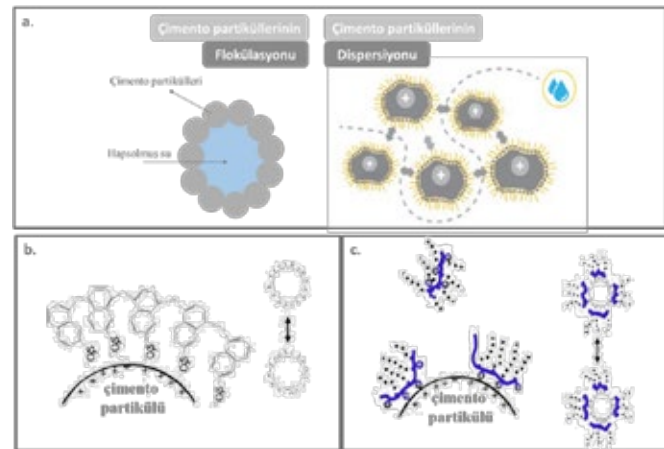 a.
Çimento partiküllerinin
Flokülasyonu
Çimento partiküllerinin
Dispersiyonu
Çimento partikülleri
Hapsolmuş su
+
+
+
+
+
b.
çimento
partikülü
c.
çimento
partikülü